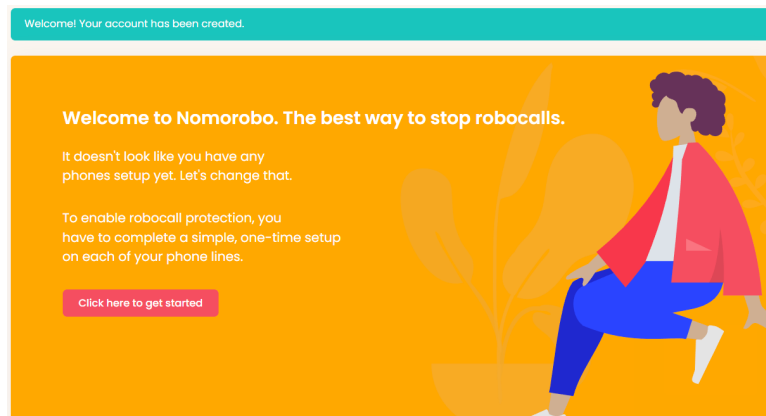 Welcome! Your account has been created.
Welcome to Nomorobo. The best way to stop robocalls.
It doesn't look like you have any
phones setup yet. Let's change that.
To enable robocall protection, you
have to complete a simple, one-time setup
on each of your phone lines.
Click here to get started